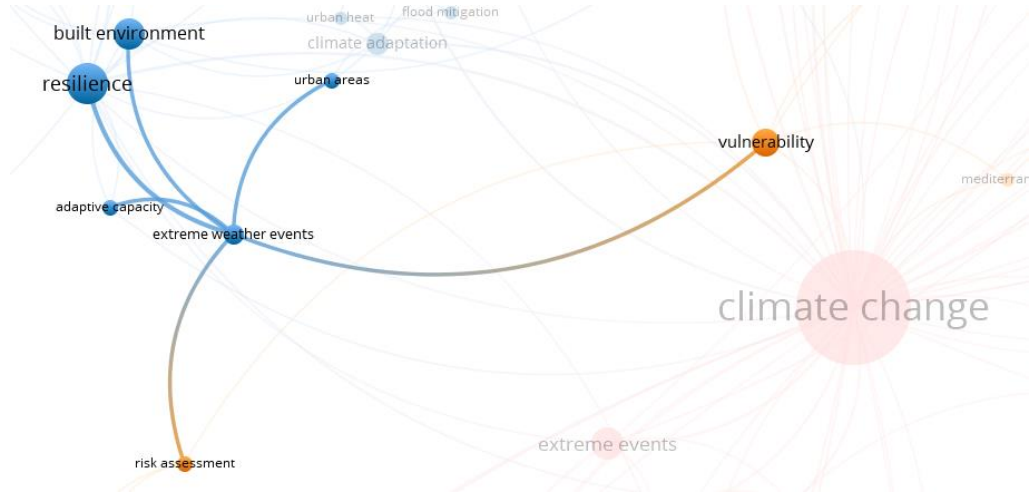 flood mitigation
urban heat
built environment
climate adaptation
urban areas
resilience
vulnerability
mediterran
adaptive capacity
extreme weather events
climate change
extreme events
risk assessment